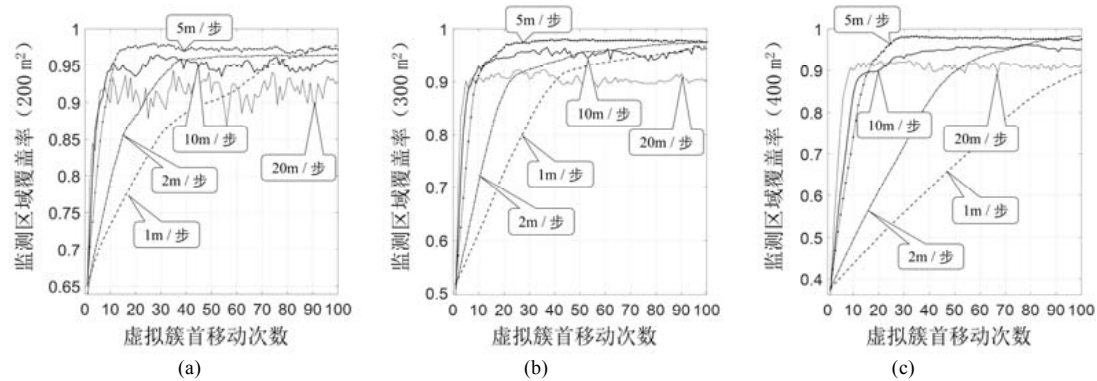 监测区域覆盖率（200 m²）
1
0.95
0.9
0.85
0.8
0.75
0.7
0.65
5m / 步
10m / 步
20m / 步
2m / 步
1m / 步
0 10 20 30 40 50 60 70 80 90 100
虚拟簇首移动次数
(a)
监测区域覆盖率（300 m²）
1
0.9
0.8
0.7
0.6
0.5
5m / 步
10m / 步
20m / 步
1m / 步
2m / 步
0 10 20 30 40 50 60 70 80 90 100
虚拟簇首移动次数
(b)
监测区域覆盖率（400 m²）
1
0.9
0.8
0.7
0.6
0.5
0.4
5m / 步
10m / 步
20m / 步
1m / 步
2m / 步
0 10 20 30 40 50 60 70 80 90 100
虚拟簇首移动次数
(c)